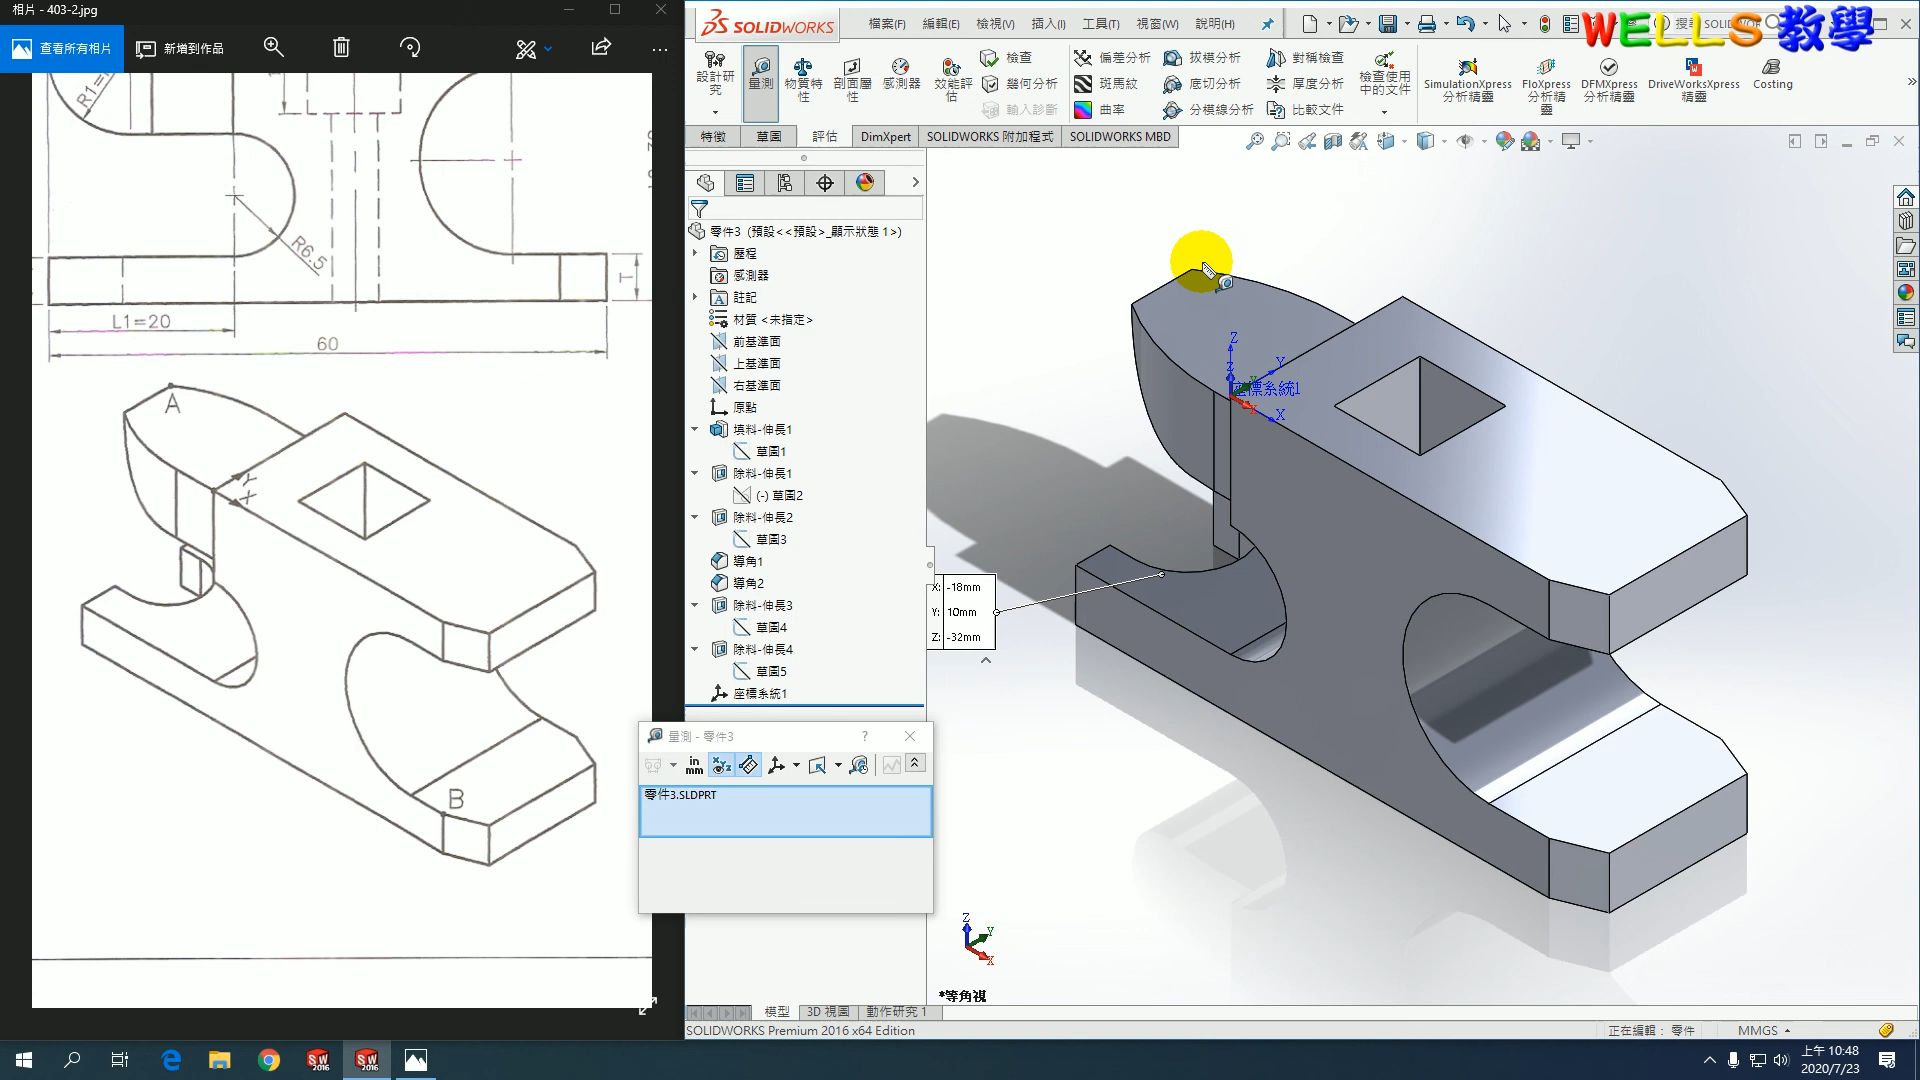 相片 - 403-2.jpg
查看所有相片
新增到作品
R6.5
L1=20
60
T
A
Y
X
B
SOLIDWORKS
檔案(F)
編輯(E)
檢視(V)
插入(I)
工具(T)
視窗(W)
說明(H)
WELLS 教學
設計研究
量測
物質特性
剖面屬性
感測器
效能評估
檢查
幾何分析
輸入診斷
偏差分析
斑馬紋
曲率
拔模分析
底切分析
分模線分析
對稱檢查
厚度分析
比較文件
檢查使用中的文件
SimulationXpress 分析精靈
FloXpress 分析精靈
DFMXpress 分析精靈
DriveWorksXpress 精靈
Costing
特徵
草圖
評估
DimXpert
SOLIDWORKS 附加程式
SOLIDWORKS MBD
零件3 (預設<<預設>_顯示狀態 1>)
歷程
感測器
註記
材質 <未指定>
前基準面
上基準面
右基準面
原點
填料-伸長1
草圖1
除料-伸長1
(-) 草圖2
除料-伸長2
草圖3
導角1
導角2
除料-伸長3
草圖4
除料-伸長4
草圖5
座標系統1
Z
Y
座標系統1
X
X: -18mm
Y: 10mm
Z: -32mm
量測 - 零件3
?
in
mm
零件3.SLDPRT
Z
Y
X
*等角視
模型
3D 視圖
動作研究 1
SOLIDWORKS Premium 2016 x64 Edition
正在編輯： 零件
MMGS
上午 10:48
2020/7/23